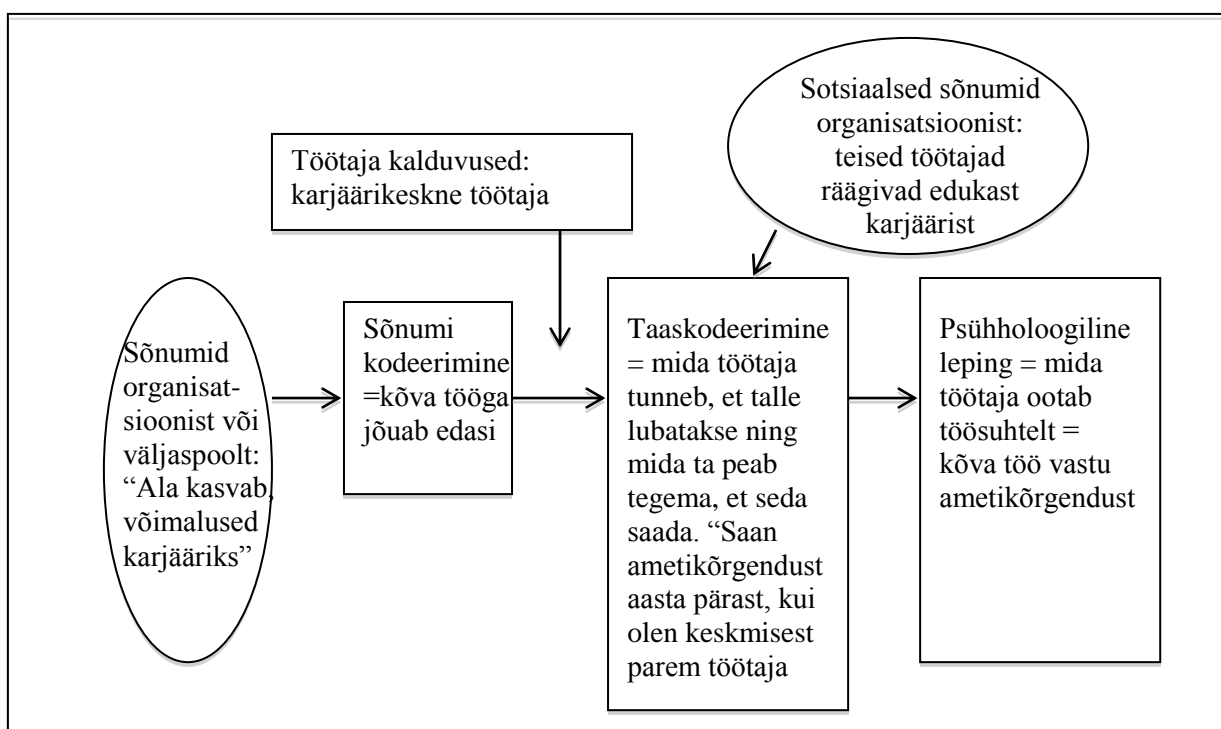 Sotsiaalsed sõnumid
organisatsioonist:
teised töötajad
räägivad edukast
karjäärist
Töötaja kalduvused:
karjäärikeskne töötaja
Sõnumid
organisat-
sioonist või
väljaspoolt:
“Ala kasvab,
võimalused
karjääriks”
Sõnumi
kodeerimine
=kõva tööga
jõuab edasi
Taaskodeerimine
= mida töötaja
tunneb, et talle
lubatakse ning
mida ta peab
tegema, et seda
saada. “Saan
ametikõrgendust
aasta pärast, kui
olen keskmisest
parem töötaja
Psühholoogiline
leping = mida
töötaja ootab
töösuhtelt =
kõva töö vastu
ametikõrgendust